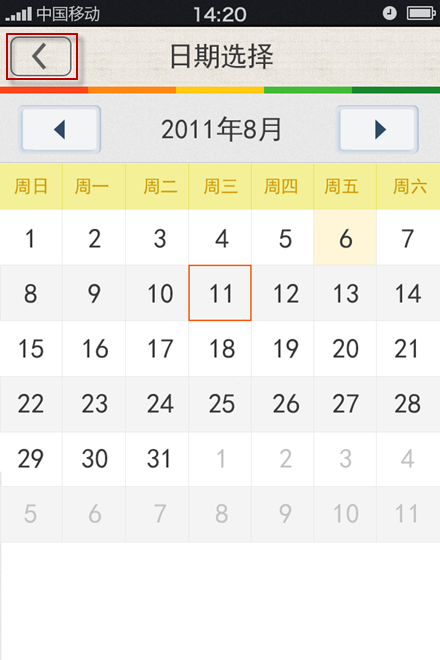 中国移动 14:20
日期选择
2011年8月
周日 周一 周二 周三 周四 周五 周六
1 2 3 4 5 6 7
8 9 10 11 12 13 14
15 16 17 18 19 20 21
22 23 24 25 26 27 28
29 30 31 1 2 3 4
5 6 7 8 9 10 11